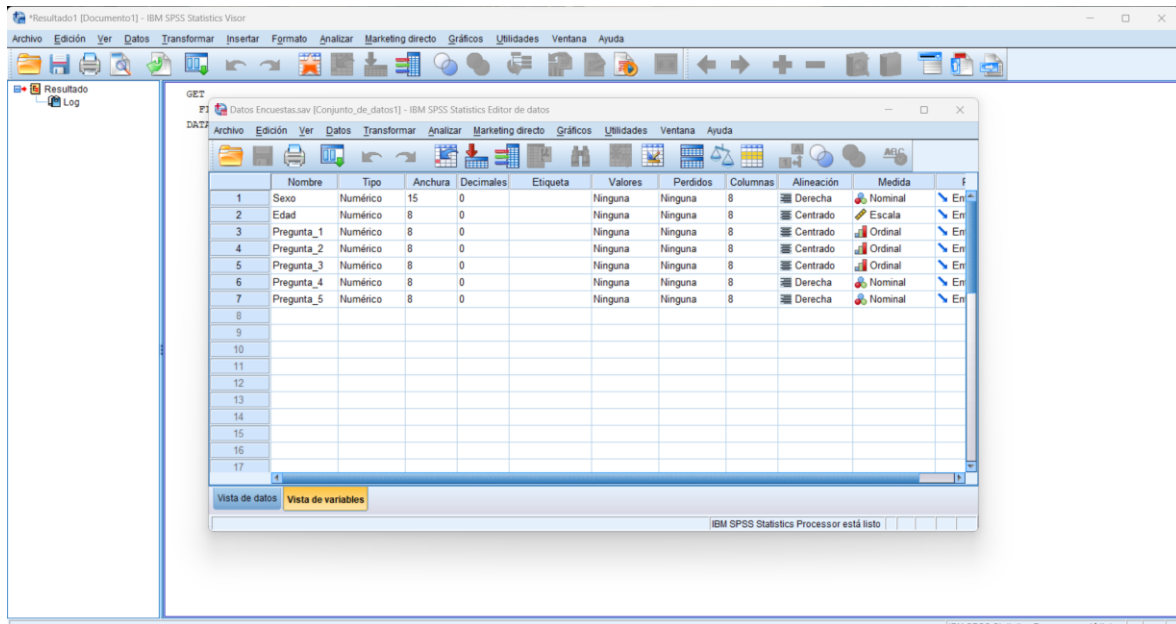 *Resultado1 [Documento1] - IBM SPSS Statistics Visor
Archivo Edición Ver Datos Transformar Insertar Formato Analizar Marketing directo Gráficos Utilidades Ventana Ayuda
Resultado
Log
GET
DATA
Datos Encuestas.sav [Conjunto_de_datos1] - IBM SPSS Statistics Editor de datos
Archivo Edición Ver Datos Transformar Analizar Marketing directo Gráficos Utilidades Ventana Ayuda
Nombre Tipo Anchura Decimales Etiqueta Valores Perdidos Columnas Alineación Medida
1 Sexo Numérico 15 0 Ninguna Ninguna 8 Derecha Nominal En
2 Edad Numérico 8 0 Ninguna Ninguna 8 Centrado Escala En
3 Pregunta_1 Numérico 8 0 Ninguna Ninguna 8 Centrado Ordinal En
4 Pregunta_2 Numérico 8 0 Ninguna Ninguna 8 Centrado Ordinal En
5 Pregunta_3 Numérico 8 0 Ninguna Ninguna 8 Centrado Ordinal En
6 Pregunta_4 Numérico 8 0 Ninguna Ninguna 8 Derecha Nominal En
7 Pregunta_5 Numérico 8 0 Ninguna Ninguna 8 Derecha Nominal En
8
9
10
11
12
13
14
15
16
17
Vista de datos Vista de variables
IBM SPSS Statistics Processor está listo